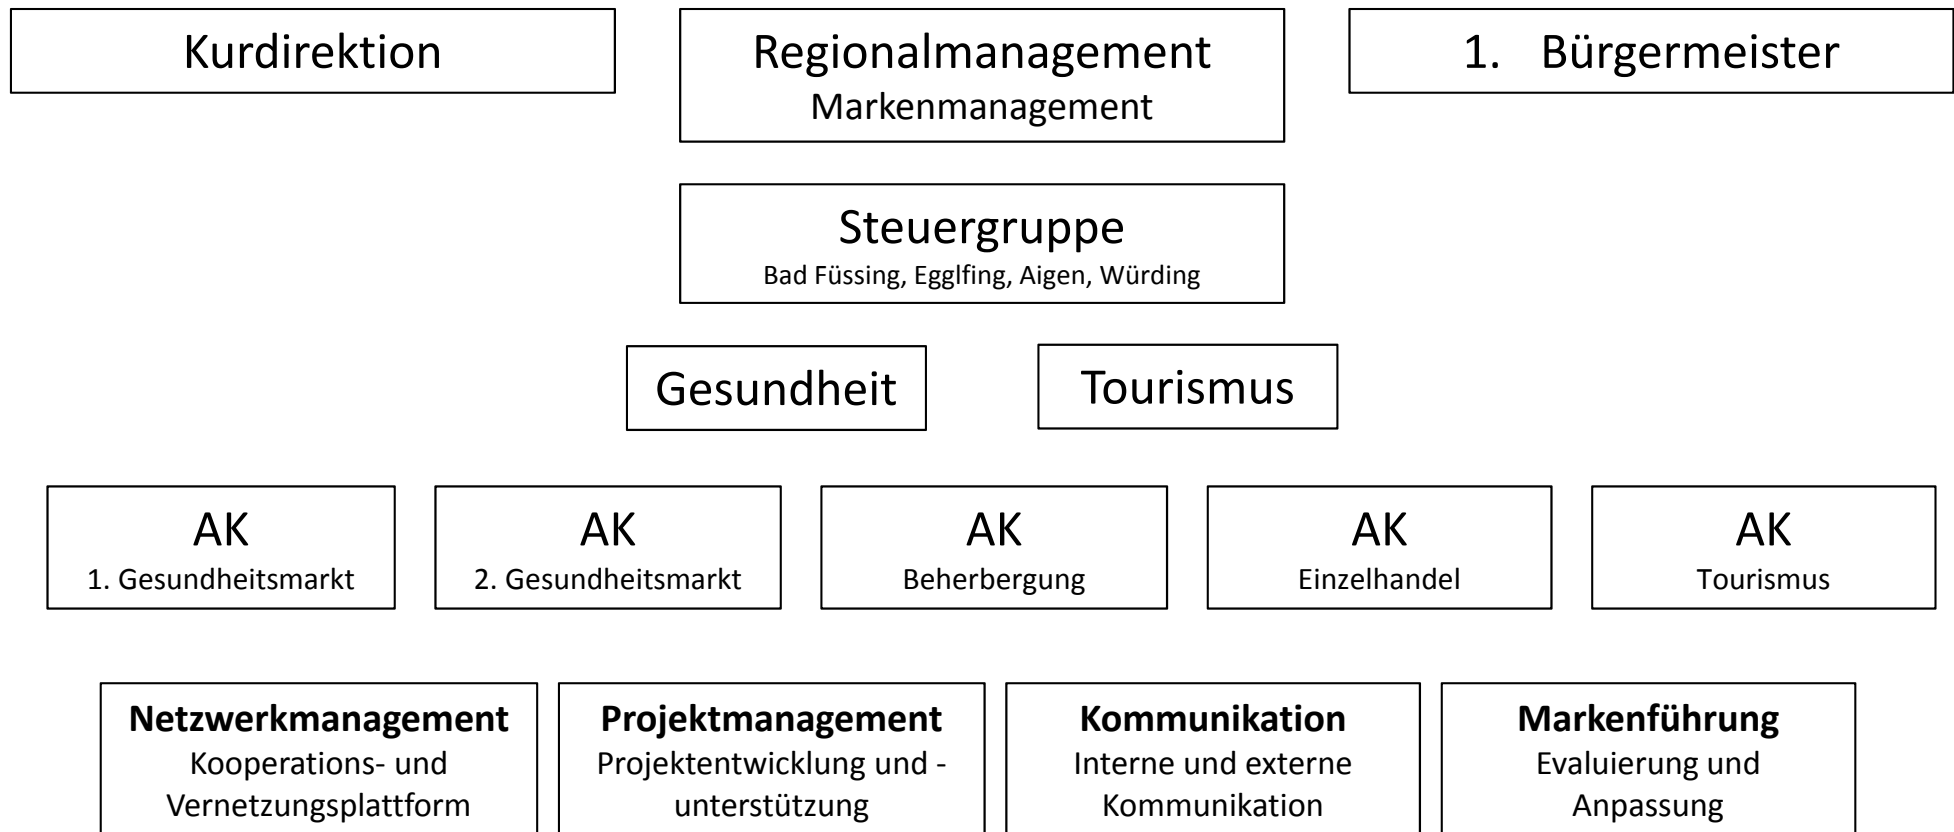 Kurdirektion
Regionalmanagement
Markenmanagement
1. Bürgermeister
Steuergruppe
Bad Füssing, Egglfing, Aigen, Würding
Gesundheit
Tourismus
AK
1. Gesundheitsmarkt
AK
2. Gesundheitsmarkt
AK
Beherbergung
AK
Einzelhandel
AK
Tourismus
Netzwerkmanagement
Kooperations- und
Vernetzungsplattform
Projektmanagement
Projektentwicklung und -
unterstützung
Kommunikation
Interne und externe
Kommunikation
Markenführung
Evaluierung und
Anpassung